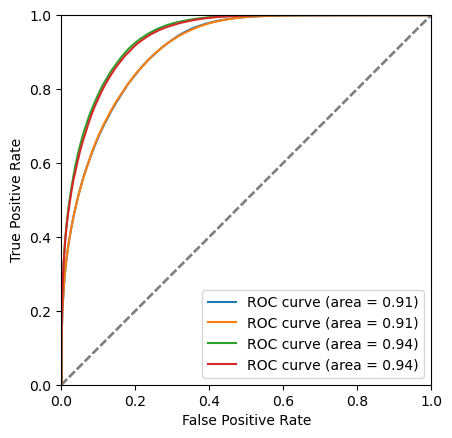 1.0
0.8
0.6
0.4
0.2
0.0
True Positive Rate
ROC curve (area = 0.91)
ROC curve (area = 0.91)
ROC curve (area = 0.94)
ROC curve (area = 0.94)
0.0 0.2 0.4 0.6 0.8 1.0
False Positive Rate